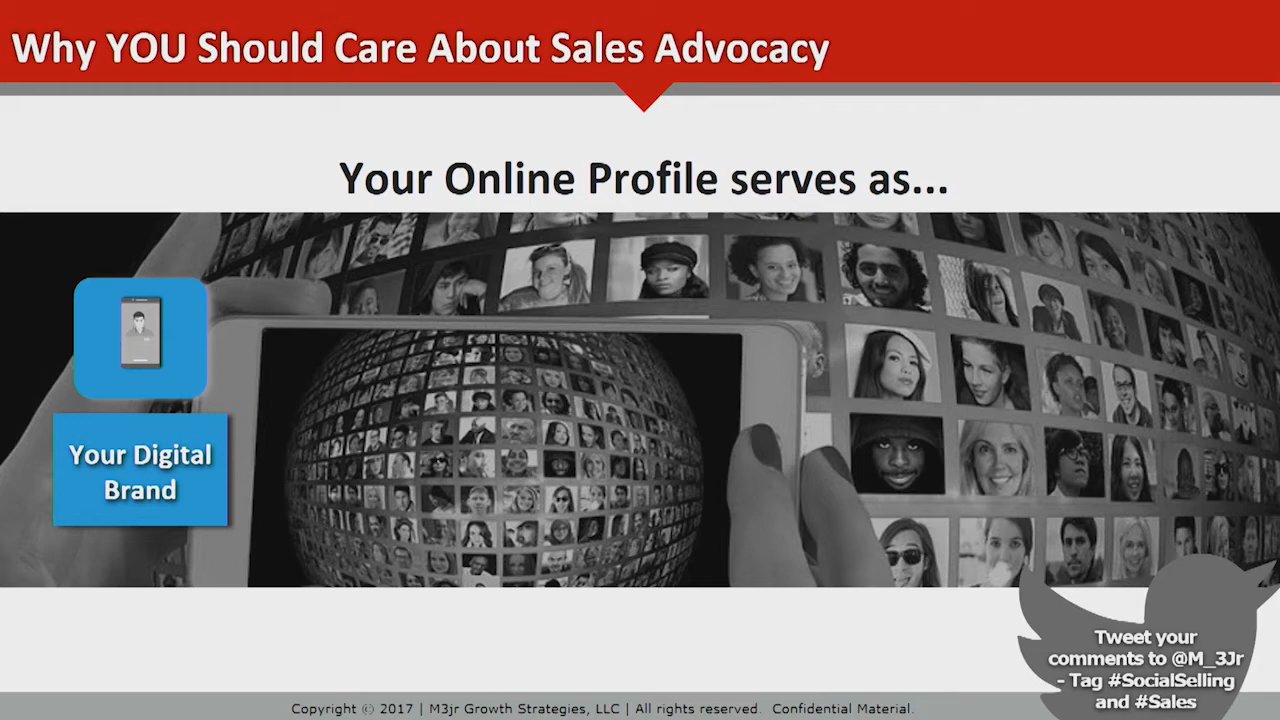 Why YOU Should Care About Sales Advocacy
Your Online Profile serves as...
Your Digital
Brand
Tweet your
comments to @M_3Jr
- Tag #SocialSelling
and #Sales
Copyright © 2017 | M3jr Growth Strategies, LLC | All rights reserved. Confidential Material.